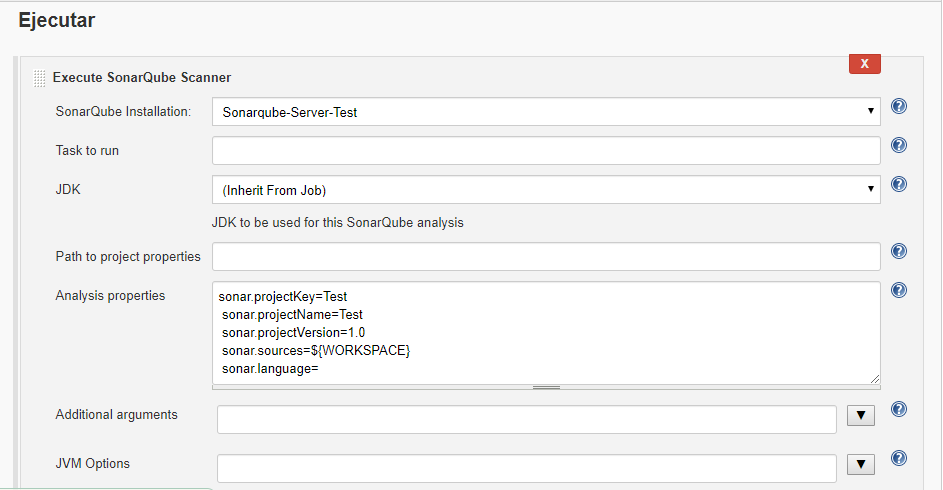 Ejecutar
X
Execute SonarQube Scanner
SonarQube Installation: Sonarqube-Server-Test
Task to run
JDK (Inherit From Job)
JDK to be used for this SonarQube analysis
Path to project properties
Analysis properties
sonar.projectKey=Test
sonar.projectName=Test
sonar.projectVersion=1.0
sonar.sources=${WORKSPACE}
sonar.language=
Additional arguments
JVM Options